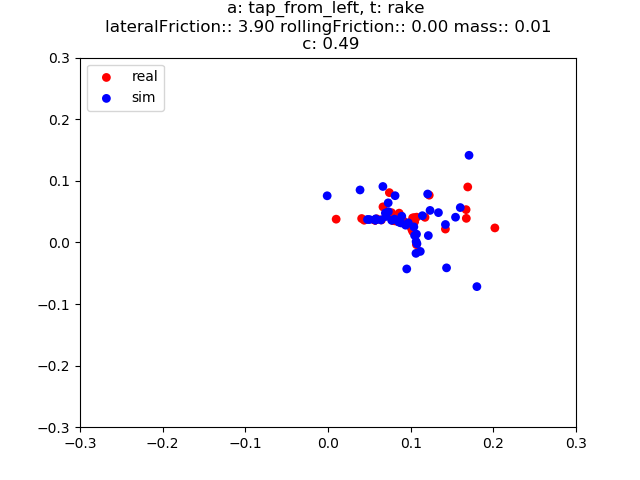 a: tap_from_left, t: rake
lateralFriction:: 3.90 rollingFriction:: 0.00 mass:: 0.01
c: 0.49
real
sim
0.3
0.2
0.1
0.0
−0.1
−0.2
−0.3
−0.3 −0.2 −0.1 0.0 0.1 0.2 0.3